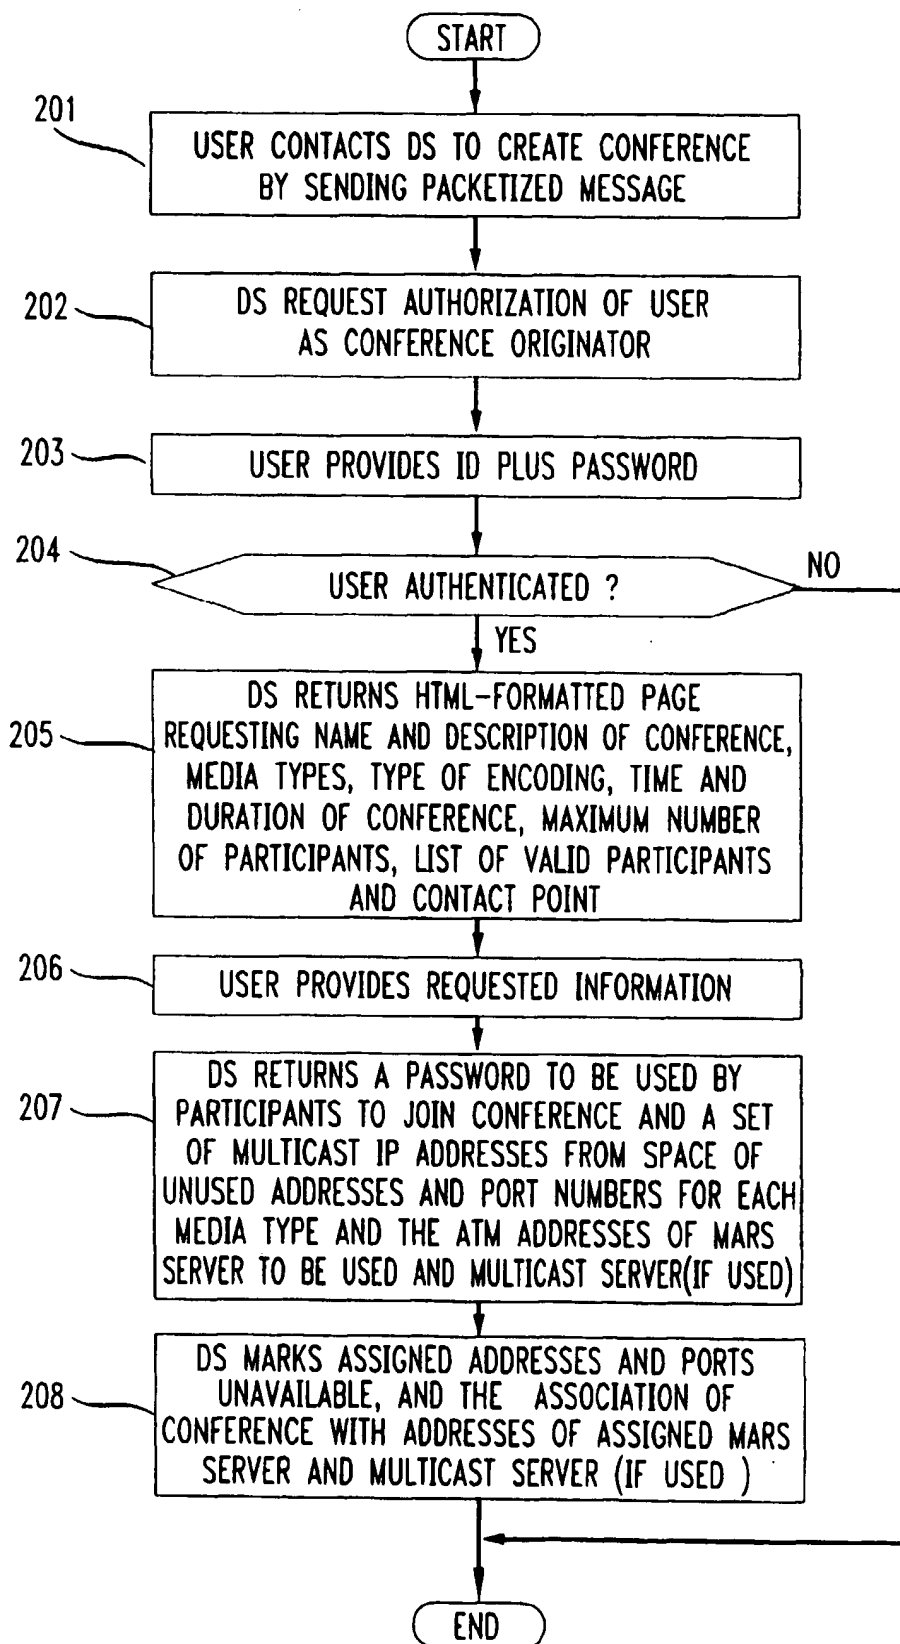 START
201
USER CONTACTS DS TO CREATE CONFERENCE
BY SENDING PACKETIZED MESSAGE
202
DS REQUEST AUTHORIZATION OF USER
AS CONFERENCE ORIGINATOR
203
USER PROVIDES ID PLUS PASSWORD
204
USER AUTHENTICATED ?
NO
YES
205
DS RETURNS HTML-FORMATTED PAGE
REQUESTING NAME AND DESCRIPTION OF CONFERENCE,
MEDIA TYPES, TYPE OF ENCODING, TIME AND
DURATION OF CONFERENCE, MAXIMUM NUMBER
OF PARTICIPANTS, LIST OF VALID PARTICIPANTS
AND CONTACT POINT
206
USER PROVIDES REQUESTED INFORMATION
207
DS RETURNS A PASSWORD TO BE USED BY
PARTICIPANTS TO JOIN CONFERENCE AND A SET
OF MULTICAST IP ADDRESSES FROM SPACE OF
UNUSED ADDRESSES AND PORT NUMBERS FOR EACH
MEDIA TYPE AND THE ATM ADDRESSES OF MARS
SERVER TO BE USED AND MULTICAST SERVER(IF USED)
208
DS MARKS ASSIGNED ADDRESSES AND PORTS
UNAVAILABLE, AND THE ASSOCIATION OF
CONFERENCE WITH ADDRESSES OF ASSIGNED MARS
SERVER AND MULTICAST SERVER (IF USED )
END